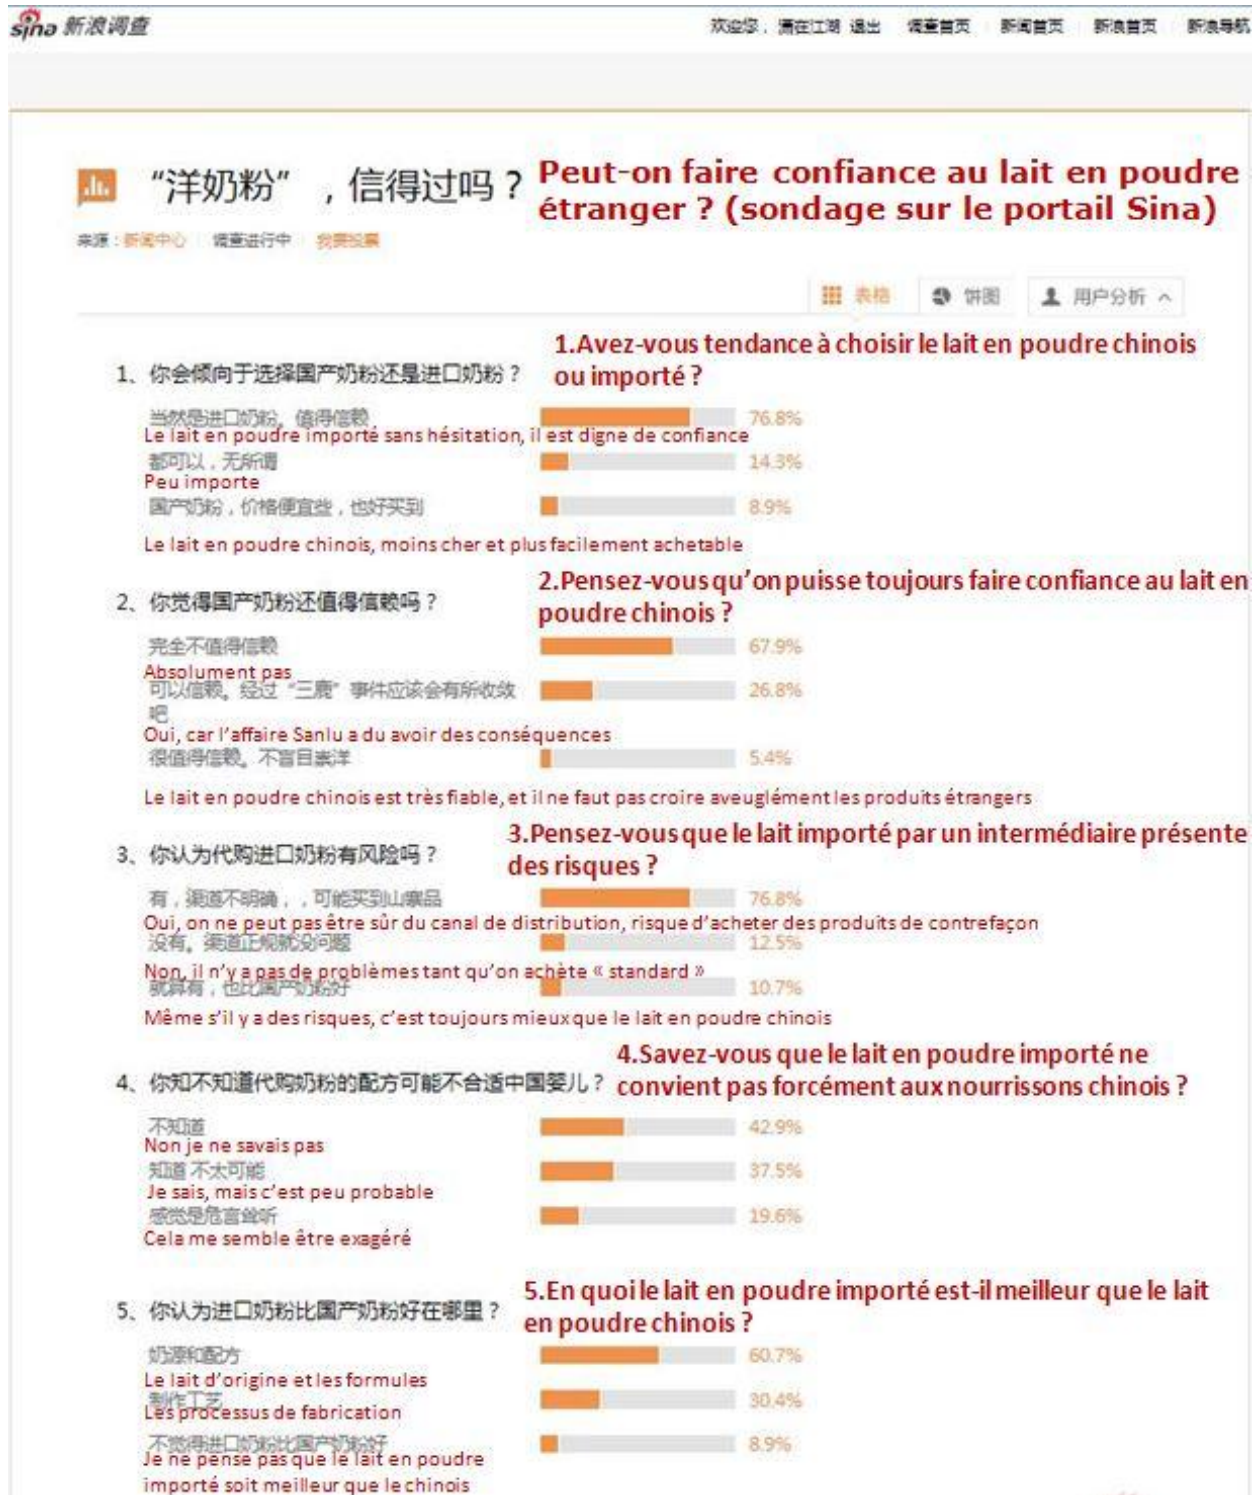 sina 新浪调查
欢迎您，潇在江湖 退出 调查首页 新闻首页 新浪首页 新浪导航
“洋奶粉”，信得过吗？
Peut-on faire confiance au lait en poudre
étranger ? (sondage sur le portail Sina)
来源：新闻中心 调查进行中 我要投票
表格 饼图 用户分析
1.Avez-vous tendance à choisir le lait en poudre chinois
ou importé ?
1、你会倾向于选择国产奶粉还是进口奶粉？
当然是进口奶粉。值得信赖 76.8%
Le lait en poudre importé sans hésitation, il est digne de confiance
都可以，无所谓 14.3%
Peu importe
国产奶粉，价格便宜些，也好买到 8.9%
Le lait en poudre chinois, moins cher et plus facilement achetable
2.Pensez-vous qu’on puisse toujours faire confiance au lait en
poudre chinois ?
2、你觉得国产奶粉还值得信赖吗？
完全不值得信赖 67.9%
Absolument pas
可以信赖。经过“三鹿”事件应该会有所收敛 26.8%
吧
Oui, car l’affaire Sanlu a du avoir des conséquences
很值得信赖。不盲目崇洋 5.4%
Le lait en poudre chinois est très fiable, et il ne faut pas croire aveuglément les produits étrangers
3.Pensez-vous que le lait importé par un intermédiaire présente
des risques ?
3、你认为代购进口奶粉有风险吗？
有，渠道不明确，，可能买到山寨品 76.8%
Oui, on ne peut pas être sûr du canal de distribution, risque d’acheter des produits de contrefaçon
没有。渠道正规就没问题 12.5%
Non, il n’y a pas de problèmes tant qu’on achète « standard »
就算有，也比国产奶粉好 10.7%
Même s’il y a des risques, c’est toujours mieux que le lait en poudre chinois
4.Savez-vous que le lait en poudre importé ne
convient pas forcément aux nourrissons chinois ?
4、你知不知道代购奶粉的配方可能不合适中国婴儿？
不知道 42.9%
Non je ne savais pas
知道 不太可能 37.5%
Je sais, mais c’est peu probable
感觉是危言耸听 19.6%
Cela me semble être exagéré
5.En quoi le lait en poudre importé est-il meilleur que le lait
en poudre chinois ?
5、你认为进口奶粉比国产奶粉好在哪里？
奶源和配方 60.7%
Le lait d’origine et les formules
制作工艺 30.4%
Les processus de fabrication
不觉得进口奶粉比国产奶粉好 8.9%
Je ne pense pas que le lait en poudre
importé soit meilleur que le chinois